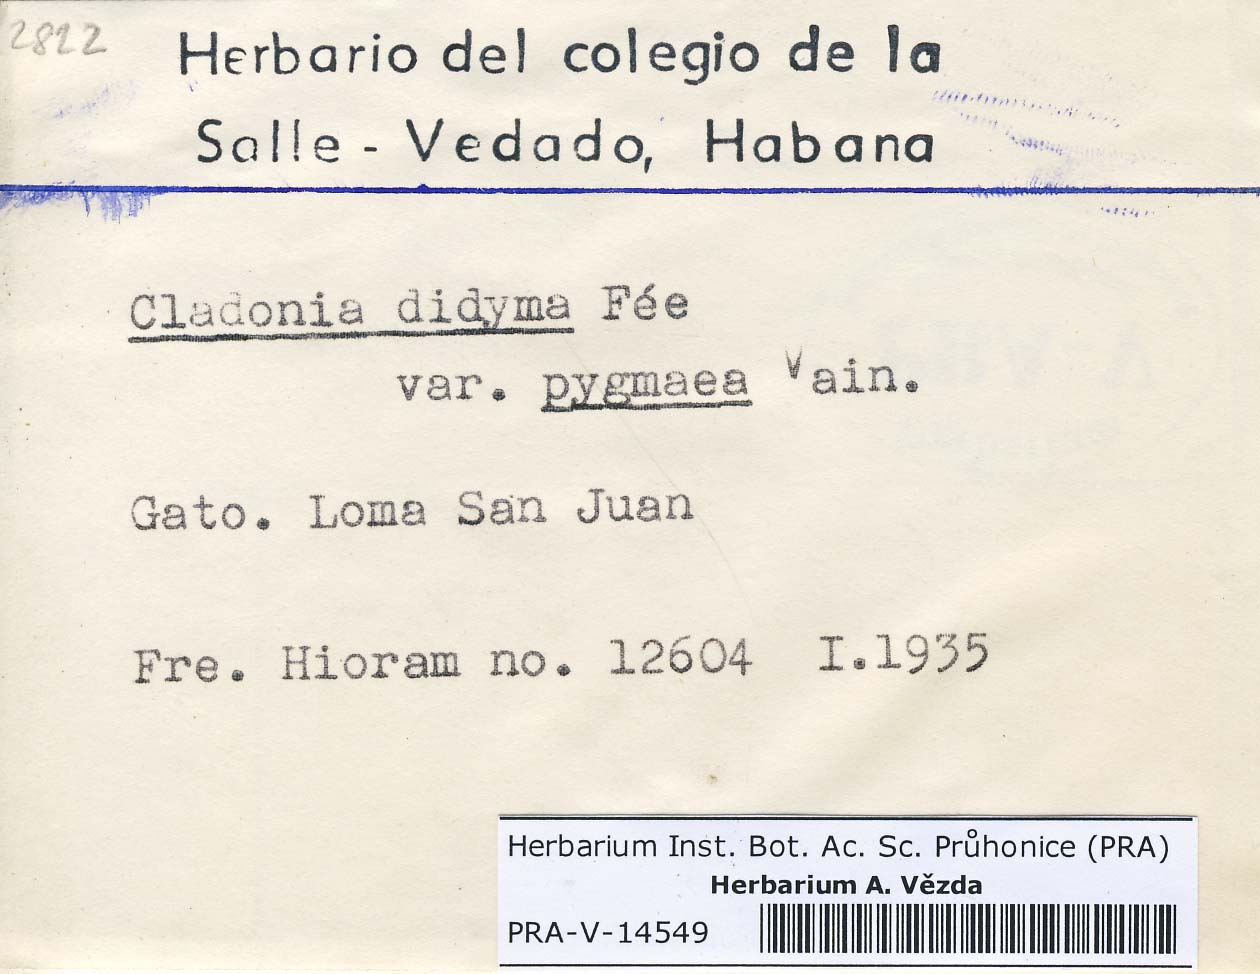 2822
Herbario del colegio de la
Salle - Vedado, Habana
Cladonia didyma Fée
var. pygmaea Vain.
Gato. Loma San Juan
Fre. Hioram no. 12604 I.1935
Herbarium Inst. Bot. Ac. Sc. Průhonice (PRA)
Herbarium A. Vězda
PRA-V-14549